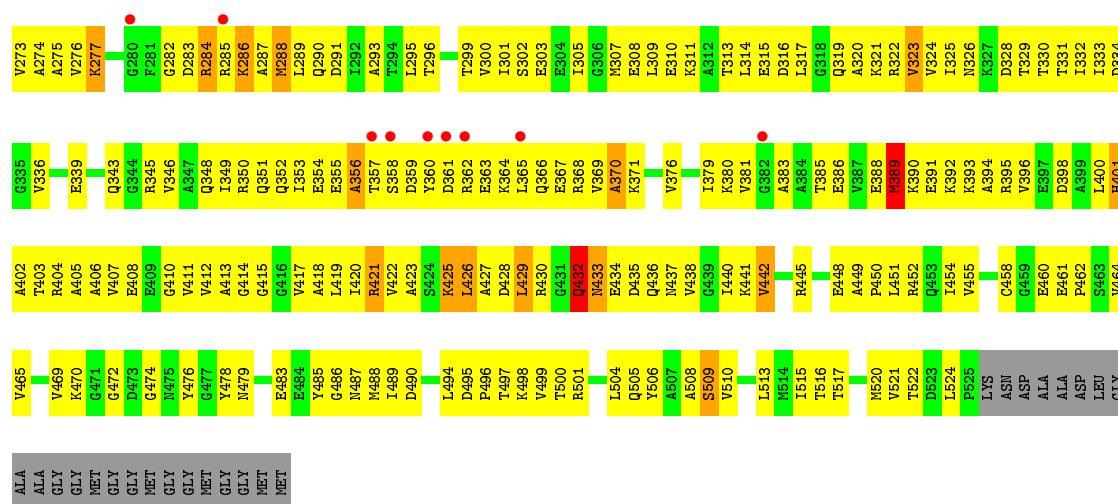 V273 A274 A275 V276 K277 G280 F281 G282 D283 R284 R285 K286 A287 M288 L289 Q290 D291 I292 A293 T294 L295 T296 T299 V300 I301 S302 E303 E304 I305 G306 M307 E308 L309 E310 K311 A312 T313 L314 E315 D316 L317 G318 Q319 A320 K321 R322 V323 V324 I325 N326 K327 D328 T329 T330 T331 I332 I333 D334
G335 V336 E339 Q343 G344 R345 V346 A347 Q348 I349 R350 Q351 Q352 I353 E354 E355 A356 T357 S358 D359 Y360 D361 R362 E363 K364 L365 Q366 E367 R368 V369 A370 K371 V376 I379 K380 V381 G382 A383 A384 T385 E386 V387 E388 M389 K390 E391 K392 K393 A394 R395 V396 E397 D398 A399 L400 H401
A402 T403 R404 A405 A406 V407 E408 E409 G410 V411 V412 A413 G414 G415 G416 V417 A418 L419 I420 R421 V422 A423 S424 K425 L426 A427 D428 L429 R430 G431 Q432 N433 E434 D435 Q436 N437 V438 G439 I440 K441 V442 R445 E448 A449 P450 L451 R452 Q453 I454 V455 C458 G459 E460 E461 P462 S463 V464
V465 V469 K470 G471 G472 D473 G474 N475 Y476 G477 Y478 N479 E483 E484 Y485 G486 N487 M488 I489 D490 L494 D495 P496 T497 K498 V499 T500 R501 L504 Q505 Y506 A507 A508 S509 V510 L513 M514 I515 T516 T517 M520 V521 T522 D523 L524 P525 LYS ASN ASP ALA ALA ASP LEU GLY
ALA ALA GLY GLY MET GLY GLY MET GLY GLY MET GLY GLY MET MET